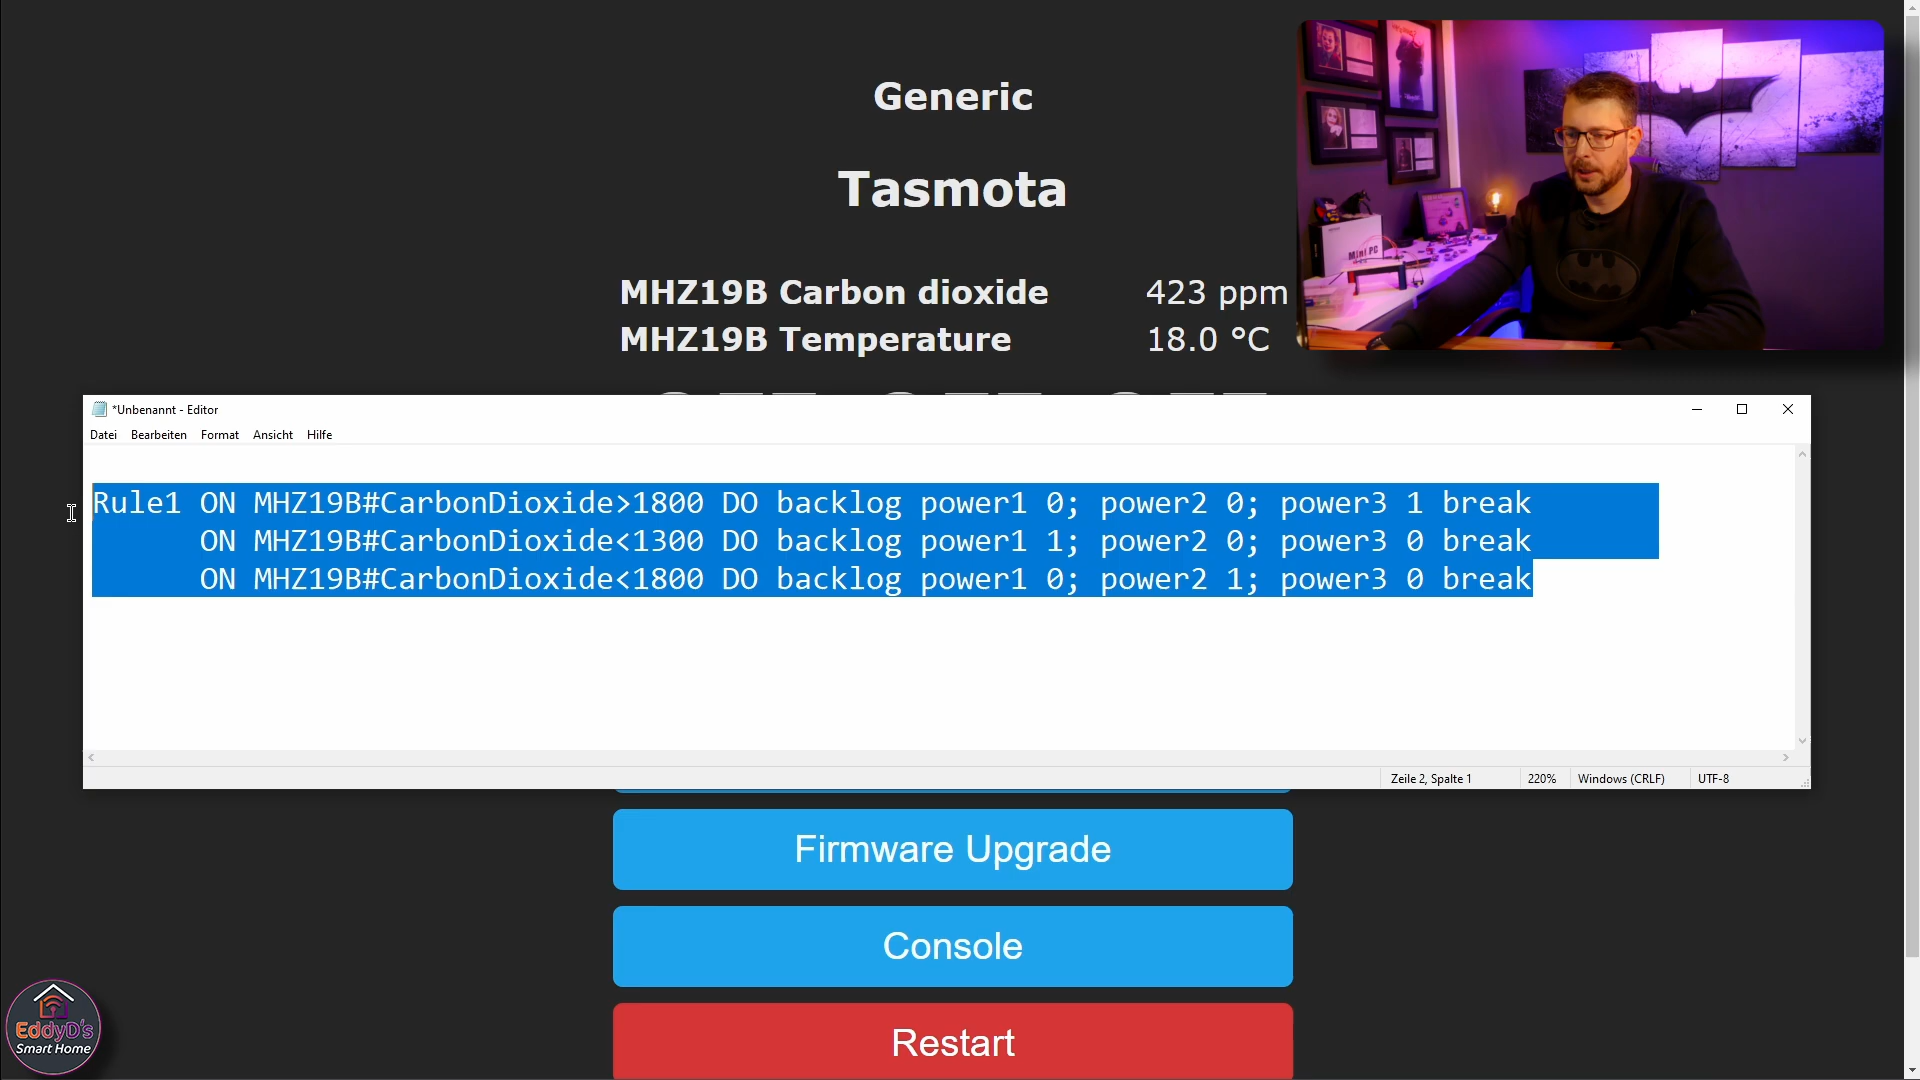 Generic
Tasmota
MHZ19B Carbon dioxide 423 ppm
MHZ19B Temperature 18.0 °C
MINI PC
*Unbenannt - Editor
Datei Bearbeiten Format Ansicht Hilfe
Rule1 ON MHZ19B#CarbonDioxide>1800 DO backlog power1 0; power2 0; power3 1 break
ON MHZ19B#CarbonDioxide<1300 DO backlog power1 1; power2 0; power3 0 break
ON MHZ19B#CarbonDioxide<1800 DO backlog power1 0; power2 1; power3 0 break
Zeile 2, Spalte 1 220% Windows (CRLF) UTF-8
Firmware Upgrade
Console
Restart
EddyD's
Smart Home